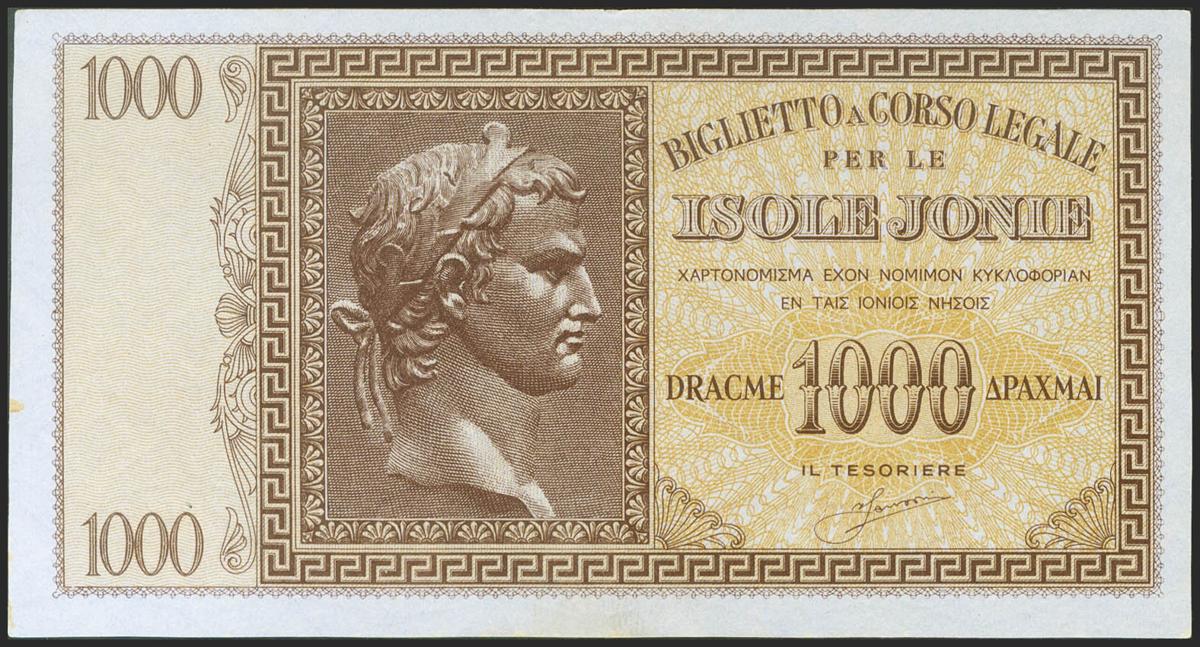 1000
BIGLIETTO A CORSO LEGALE
PER LE
ISOLE JONIE
ΧΑΡΤΟΝΟΜΙΣΜΑ ΕΧΟΝ ΝΟΜΙΜΟΝ ΚΥΚΛΟΦΟΡΙΑΝ
ΕΝ ΤΑΙΣ ΙΟΝΙΟΙΣ ΝΗΣΟΙΣ
DRACME 1000 ΔΡΑΧΜΑΙ
IL TESORIERE
1000